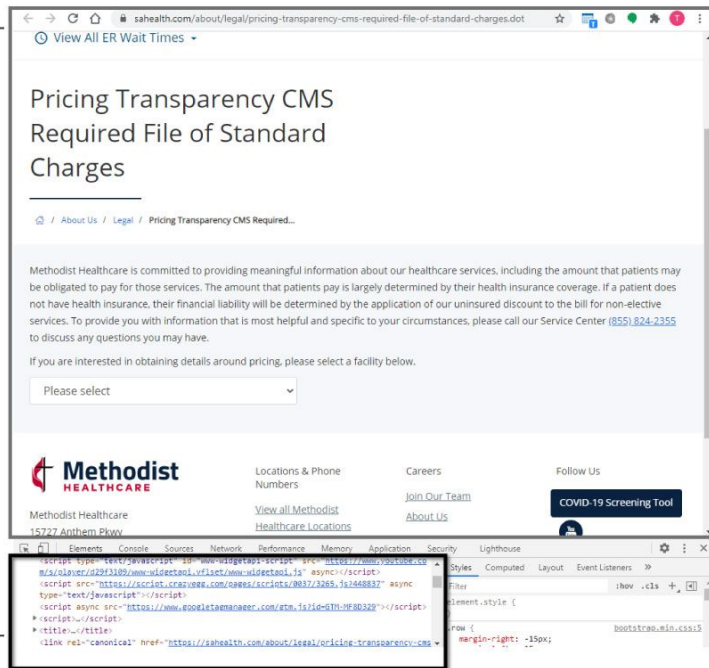 sahealth.com/about/legal/pricing-transparency-cms-required-file-of-standard-charges.dot
View All ER Wait Times
Pricing Transparency CMS
Required File of Standard
Charges
/ About Us / Legal / Pricing Transparency CMS Required...
Methodist Healthcare is committed to providing meaningful information about our healthcare services, including the amount that patients may
be obligated to pay for those services. The amount that patients pay is largely determined by their health insurance coverage. If a patient does
not have health insurance, their financial liability will be determined by the application of our uninsured discount to the bill for non-elective
services. To provide you with information that is most helpful and specific to your circumstances, please call our Service Center (855) 824-2355
to discuss any questions you may have.
If you are interested in obtaining details around pricing, please select a facility below.
Please select
Methodist
HEALTHCARE
Methodist Healthcare
15727 Anthem Pkwy
Locations & Phone
Numbers
View all Methodist
Healthcare Locations
Careers
Join Our Team
About Us
Follow Us
COVID-19 Screening Tool
Elements Console Sources Network Performance Memory Application Security Lighthouse
<script type="text/javascript" id="www-widgetapi-script" src="https://www.youtube.co
m/s/player/d29f3109/www-widgetapi.vflset/www-widgetapi.js" async></script>
<script src="https://script.crazyegg.com/pages/scripts/0037/3265.js?448837" async
type="text/javascript"></script>
<script async src="https://www.googletagmanager.com/gtm.js?id=GTM-MF8D329"></script>
<script>…</script>
<title>…</title>
<link rel="canonical" href="https://sahealth.com/about/legal/pricing-transparency-cms
Styles Computed Layout Event Listeners »
Filter :hov .cls +
element.style {
}
.row { bootstrap.min.css:5
margin-right: -15px;